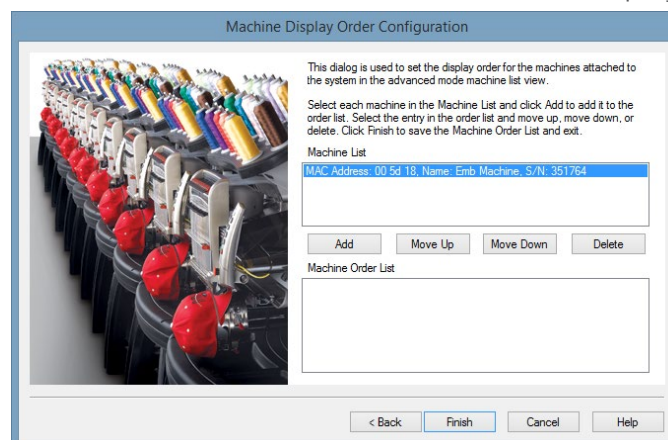 Machine Display Order Configuration
This dialog is used to set the display order for the machines attached to
the system in the advanced mode machine list view.
Select each machine in the Machine List and click Add to add it to the
order list. Select the entry in the order list and move up, move down, or
delete. Click Finish to save the Machine Order List and exit.
Machine List
MAC Address: 00 5d 18, Name: Emb Machine, S/N: 351764
Add Move Up Move Down Delete
Machine Order List
< Back Finish Cancel Help